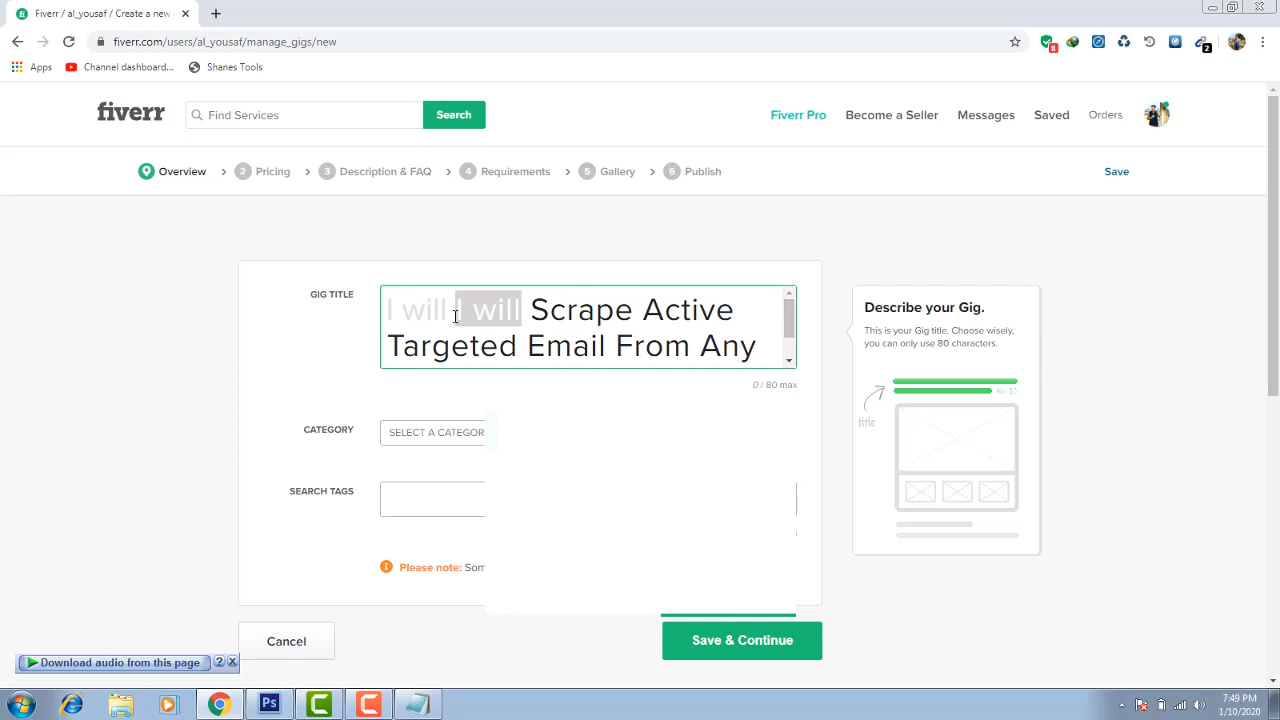 Fiverr / al_yousaf / Create a new
fiverr.com/users/al_yousaf/manage_gigs/new
8
2
Apps
Channel dashboard...
Shanes Tools
fiverr
Find Services
Search
Fiverr Pro
Become a Seller
Messages
Saved
Orders
Overview
2 Pricing
3 Description & FAQ
4 Requirements
5 Gallery
6 Publish
Save
GIG TITLE
I will I will Scrape Active
Targeted Email From Any
0 / 80 max
Describe your Gig.
This is your Gig title. Choose wisely,
you can only use 80 characters.
title
CATEGORY
SELECT A CATEGOR
SEARCH TAGS
Please note: Som
Cancel
Save & Continue
Download audio from this page
?
7:49 PM
1/10/2020
Ps